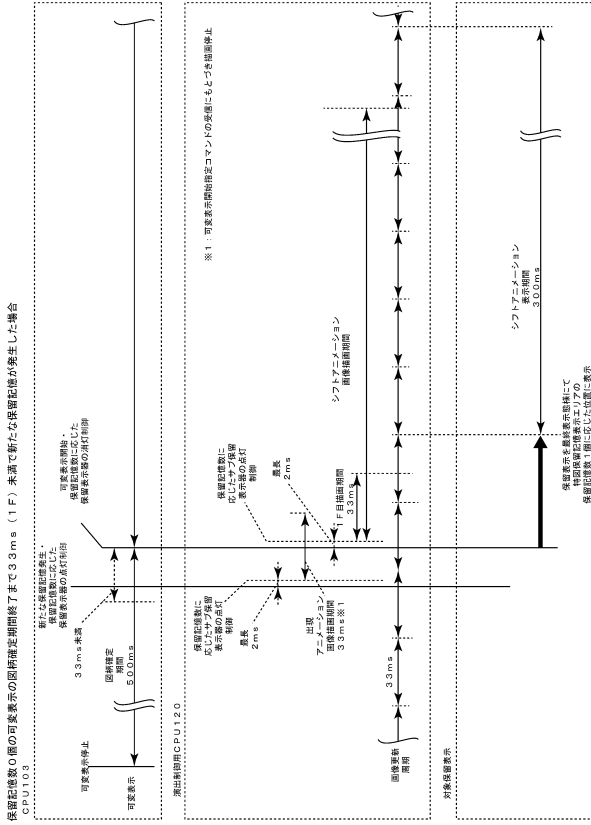 保留記憶数0個の可変表示の図柄確定期間終了まで33ms（1F）未満で新たな保留記憶が発生した場合
CPU103
可変表示停止
可変表示
図柄確定
期間
500ms
33ms未満
新たな保留記憶発生・
保留記憶数に応じた
保留表示器の点灯制御
可変表示開始・
保留記憶数に応じた
保留表示器の消灯制御
演出制御用CPU120
画像更新
周期
33ms
保留記憶数に
応じたサブ保留
表示器の点灯
制御
最長
2ms
出現
アニメーション
画像描画期間
33ms※1
保留記憶数に
応じたサブ保留
表示器の点灯
制御
最長
2ms
1F目描画期間
33ms
シフトアニメーション
画像描画期間
※1：可変表示開始指定コマンドの受信にもとづき描画停止
対象保留表示
保留表示を最終表示態様にて
特図保留記憶表示エリアの
保留記憶数1個に応じた位置に表示
シフトアニメーション
表示期間
300ms